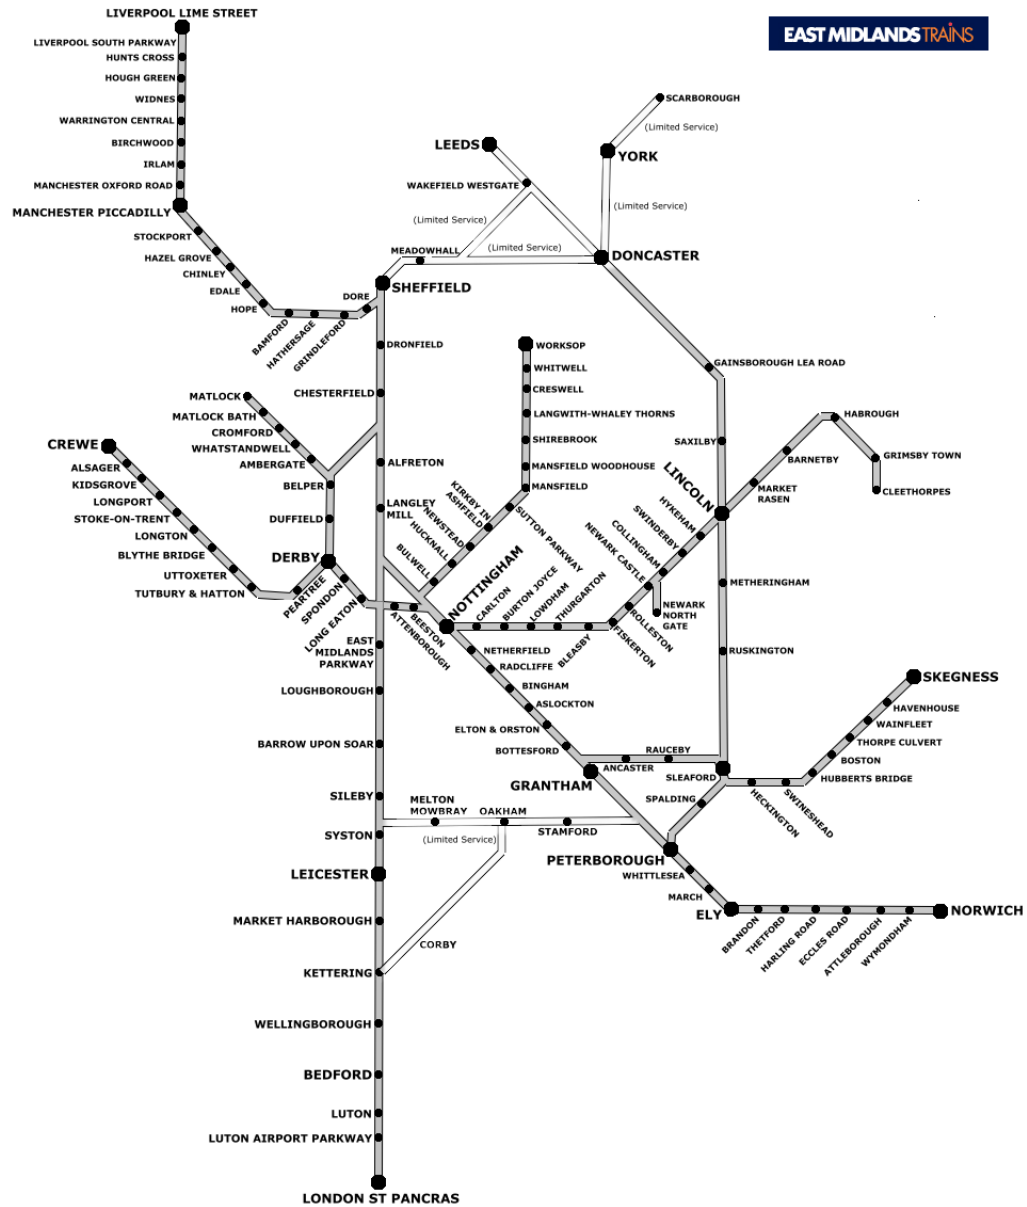 LIVERPOOL LIME STREET
EAST MIDLANDSTRAINS
LIVERPOOL SOUTH PARKWAY
HUNTS CROSS
HOUGH GREEN
WIDNES
WARRINGTON CENTRAL
BIRCHWOOD
IRLAM
MANCHESTER OXFORD ROAD
MANCHESTER PICCADILLY
STOCKPORT
HAZEL GROVE
CHINLEY
EDALE
HOPE
BAMFORD
HATHERSAGE
GRINDLEFORD
DORE
SCARBOROUGH
(Limited Service)
LEEDS
YORK
WAKEFIELD WESTGATE
(Limited Service)
(Limited Service)
(Limited Service)
MEADOWHALL
DONCASTER
SHEFFIELD
DRONFIELD
CHESTERFIELD
ALFRETON
LANGLEY
MILL
WORKSOP
WHITWELL
CRESWELL
LANGWITH-WHALEY THORNS
SHIREBROOK
MANSFIELD WOODHOUSE
MANSFIELD
SUTTON PARKWAY
KIRKBY IN
ASHFIELD
NEWSTEAD
HUCKNALL
BULWELL
GAINSBOROUGH LEA ROAD
SAXILBY
LINCOLN
HABROUGH
BARNETBY
GRIMSBY TOWN
CLEETHORPES
MARKET
RASEN
MATLOCK
MATLOCK BATH
CROMFORD
WHATSTANDWELL
AMBERGATE
BELPER
DUFFIELD
DERBY
CREWE
ALSAGER
KIDSGROVE
LONGPORT
STOKE-ON-TRENT
LONGTON
BLYTHE BRIDGE
UTTOXETER
TUTBURY & HATTON
PEARTREE
SPONDON
LONG EATON
ATTENBOROUGH
BEESTON
NOTTINGHAM
CARLTON
BURTON JOYCE
LOWDHAM
THURGARTON
BLEASBY
FISKERTON
ROLLESTON
NEWARK CASTLE
COLLINGHAM
SWINDERBY
HYKEHAM
NEWARK
NORTH
GATE
METHERINGHAM
RUSKINGTON
EAST
MIDLANDS
PARKWAY
LOUGHBOROUGH
BARROW UPON SOAR
SILEBY
SYSTON
LEICESTER
MARKET HARBOROUGH
KETTERING
WELLINGBOROUGH
BEDFORD
LUTON
LUTON AIRPORT PARKWAY
LONDON ST PANCRAS
NETHERFIELD
RADCLIFFE
BINGHAM
ASLOCKTON
ELTON & ORSTON
BOTTESFORD
GRANTHAM
ANCASTER
RAUCEBY
SLEAFORD
SKEGNESS
HAVENHOUSE
WAINFLEET
THORPE CULVERT
BOSTON
HUBBERTS BRIDGE
SWINESHEAD
HECKINGTON
SPALDING
MELTON
MOWBRAY
OAKHAM
(Limited Service)
STAMFORD
CORBY
PETERBOROUGH
WHITTLESEA
MARCH
ELY
BRANDON
THETFORD
HARLING ROAD
ECCLES ROAD
ATTLEBOROUGH
WYMONDHAM
NORWICH